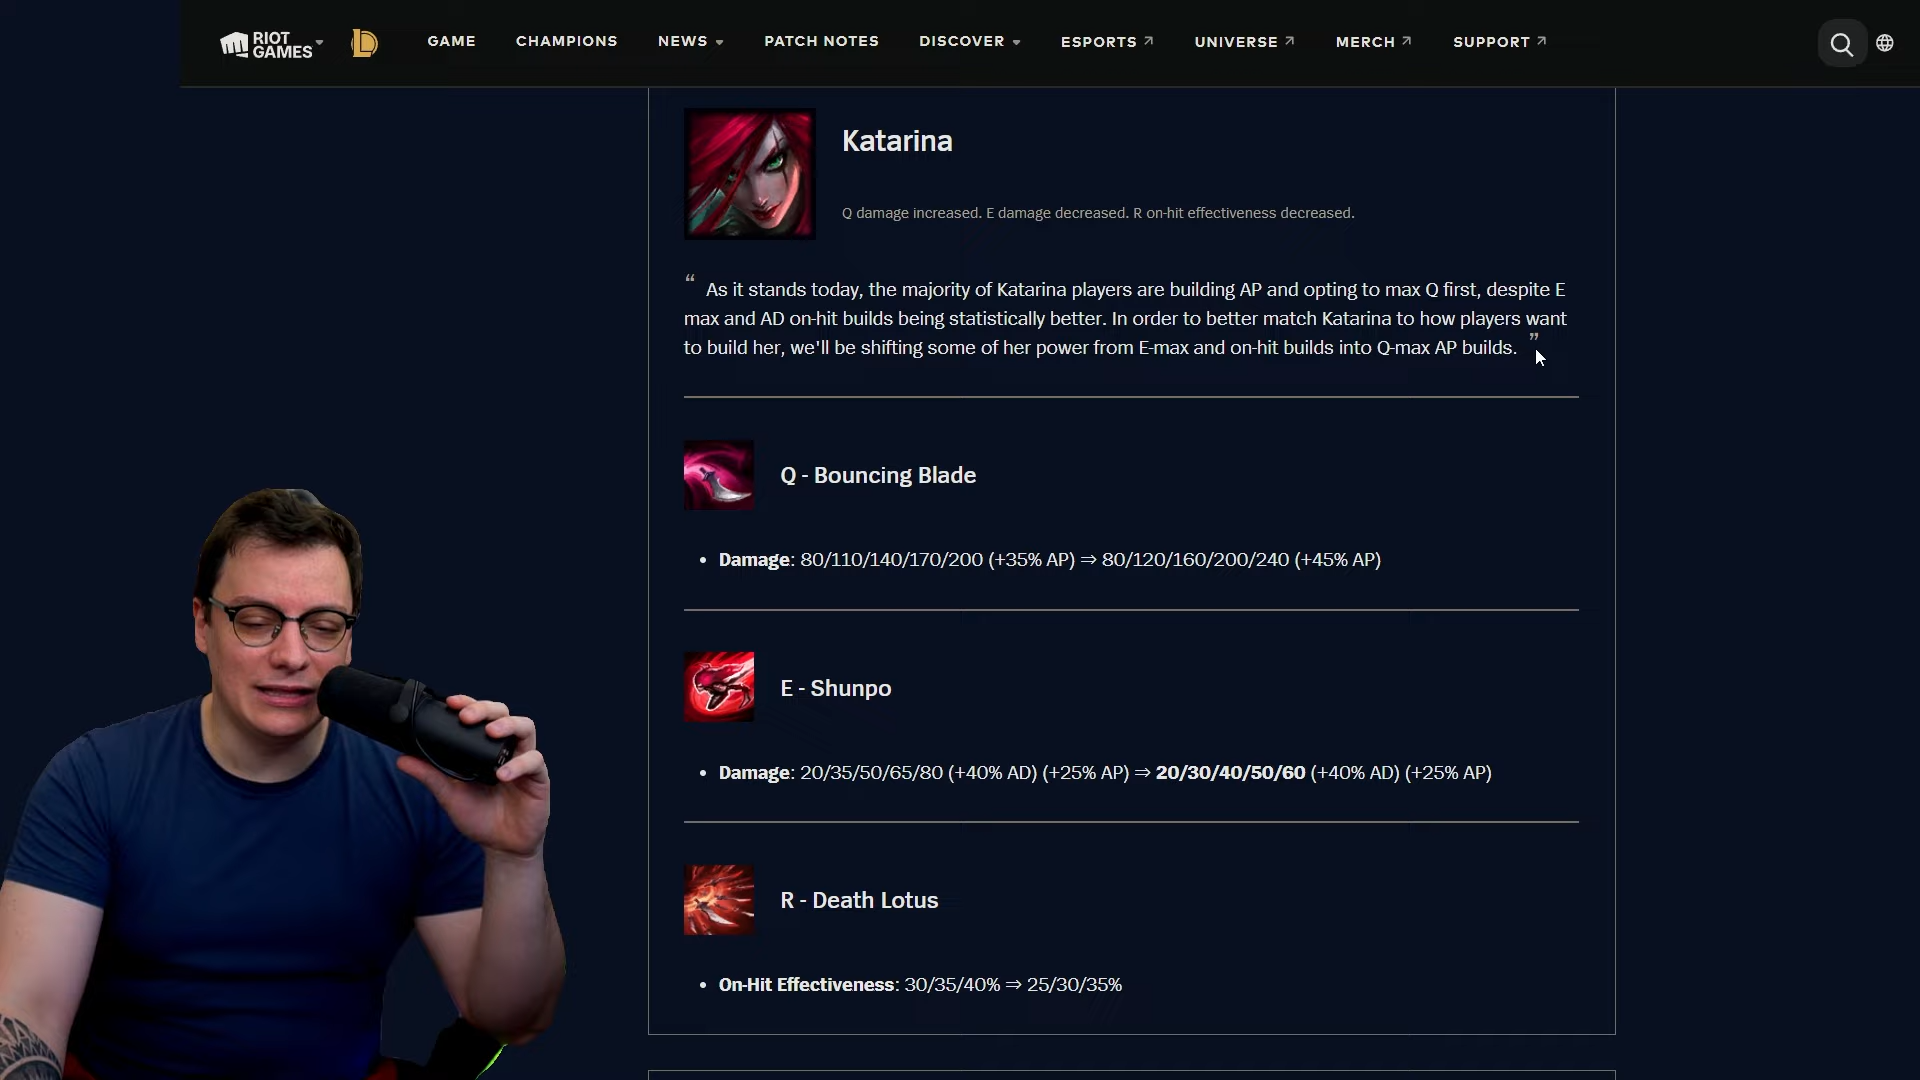 RIOT GAMES
GAME
CHAMPIONS
NEWS
PATCH NOTES
DISCOVER
ESPORTS
UNIVERSE
MERCH
SUPPORT
Katarina
Q damage increased. E damage decreased. R on-hit effectiveness decreased.
“ As it stands today, the majority of Katarina players are building AP and opting to max Q first, despite E
max and AD on-hit builds being statistically better. In order to better match Katarina to how players want
to build her, we'll be shifting some of her power from E-max and on-hit builds into Q-max AP builds. ”
Q - Bouncing Blade
• Damage: 80/110/140/170/200 (+35% AP) ⇒ 80/120/160/200/240 (+45% AP)
E - Shunpo
• Damage: 20/35/50/65/80 (+40% AD) (+25% AP) ⇒ 20/30/40/50/60 (+40% AD) (+25% AP)
R - Death Lotus
• On-Hit Effectiveness: 30/35/40% ⇒ 25/30/35%